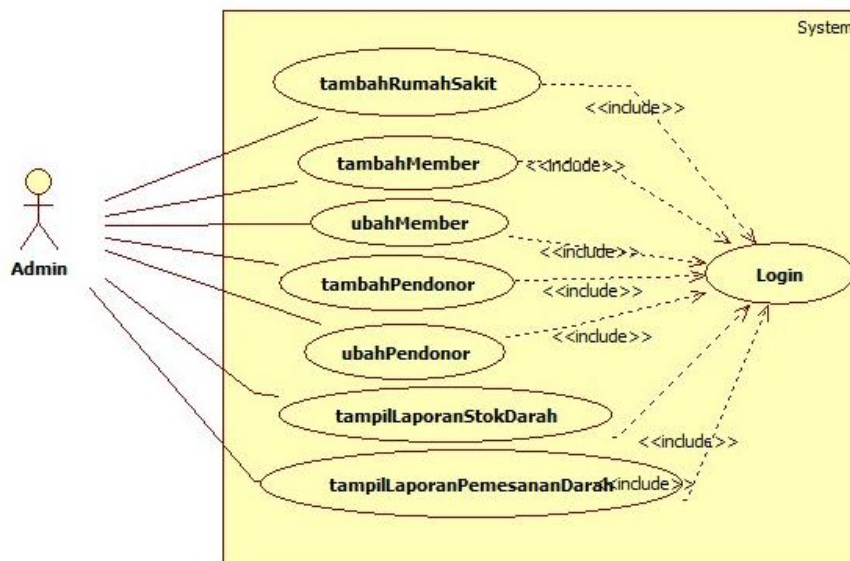 System
tambahRumahSakit
<<include>>
tambahMember
<<include>>
ubahMember
<<include>>
Admin
tambahPendonor
<<include>>
Login
ubahPendonor
<<include>>
tampilLaporanStokDarah
<<include>>
tampilLaporanPemesananDarah
<<include>>